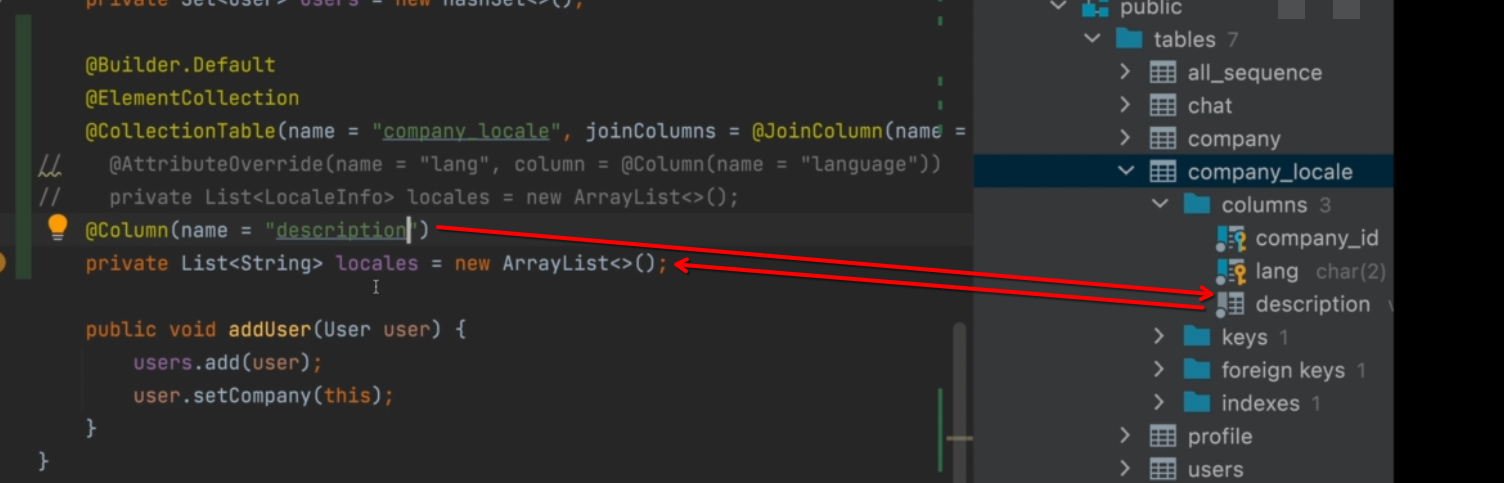 private Set<User> users = new HashSet<>();
@Builder.Default
@ElementCollection
@CollectionTable(name = "company_locale", joinColumns = @JoinColumn(name =
// @AttributeOverride(name = "lang", column = @Column(name = "language"))
// private List<LocaleInfo> locales = new ArrayList<>();
@Column(name = "description")
private List<String> locales = new ArrayList<>();
public void addUser(User user) {
users.add(user);
user.setCompany(this);
}
}
public
tables 7
all_sequence
chat
company
company_locale
columns 3
company_id
lang char(2)
description
keys 1
foreign keys 1
indexes 1
profile
users